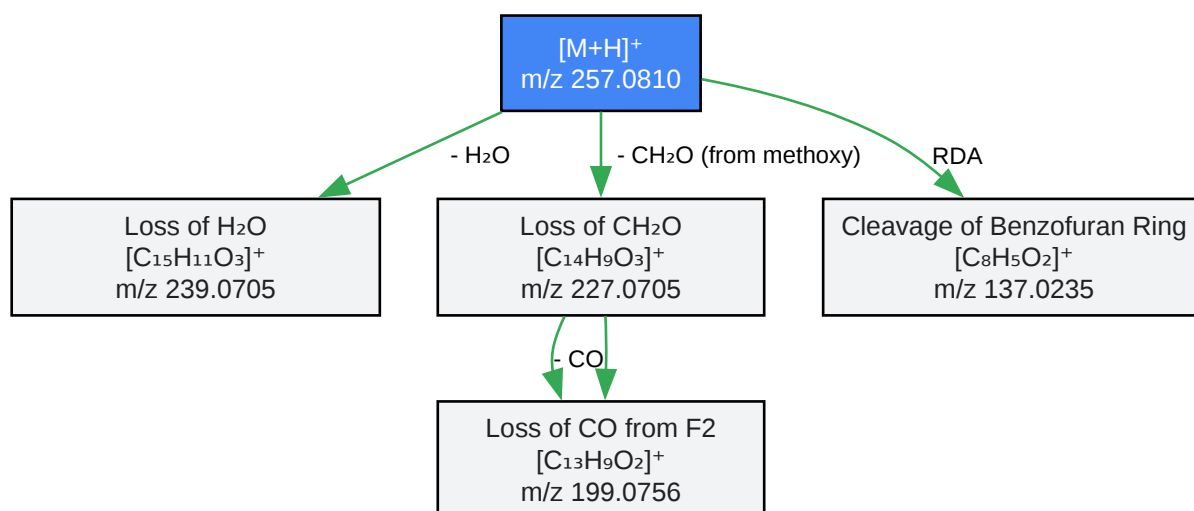 [M+H]⁺
m/z 257.0810
- H₂O
- CH₂O (from methoxy)
RDA
Loss of H₂O
[C₁₅H₁₁O₃]⁺
m/z 239.0705
Loss of CH₂O
[C₁₄H₉O₃]⁺
m/z 227.0705
Cleavage of Benzofuran Ring
[C₈H₅O₂]⁺
m/z 137.0235
- CO
Loss of CO from F2
[C₁₃H₉O₂]⁺
m/z 199.0756